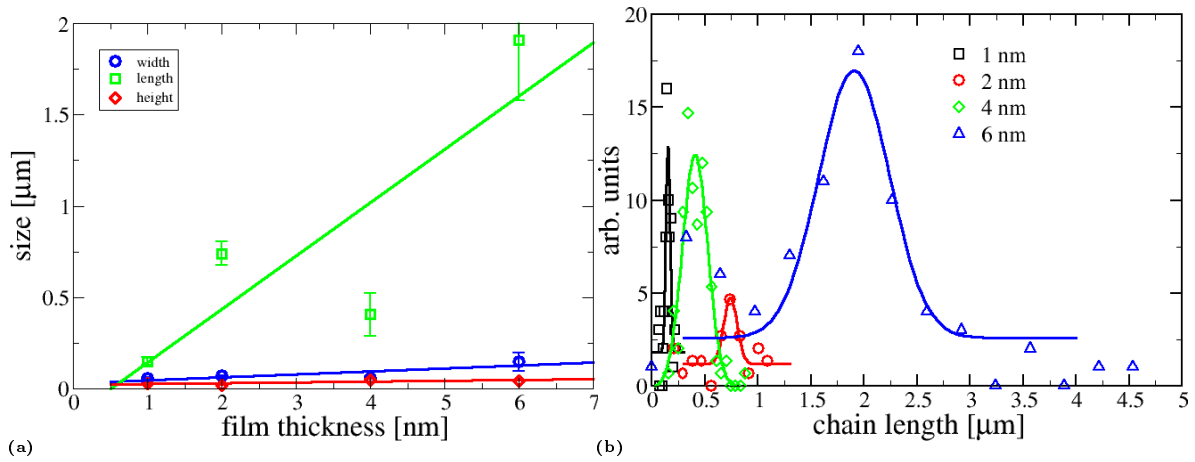 2
1.5
1
0.5
0
size [μm]
width
length
height
1 2 3 4 5 6 7
film thickness [nm]
(a)
20
15
10
5
0
arb. units
1 nm
2 nm
4 nm
6 nm
0 0.5 1 1.5 2 2.5 3 3.5 4 4.5 5
chain length [μm]
(b)